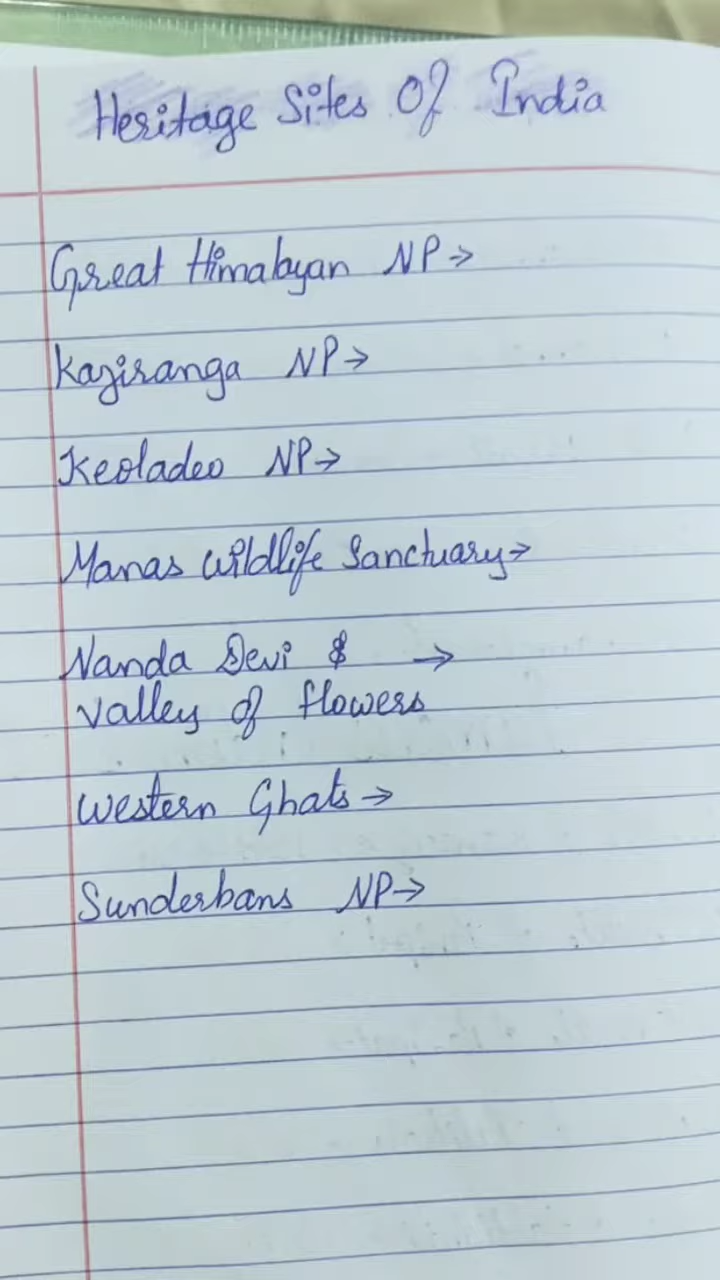 Heritage Sites Of India
Great Himalayan NP→
Kaziranga NP→
Keoladeo NP→
Manas Wildlife Sanctuary→
Nanda Devi & →
Valley of flowers
Western Ghats→
Sunderbans NP→